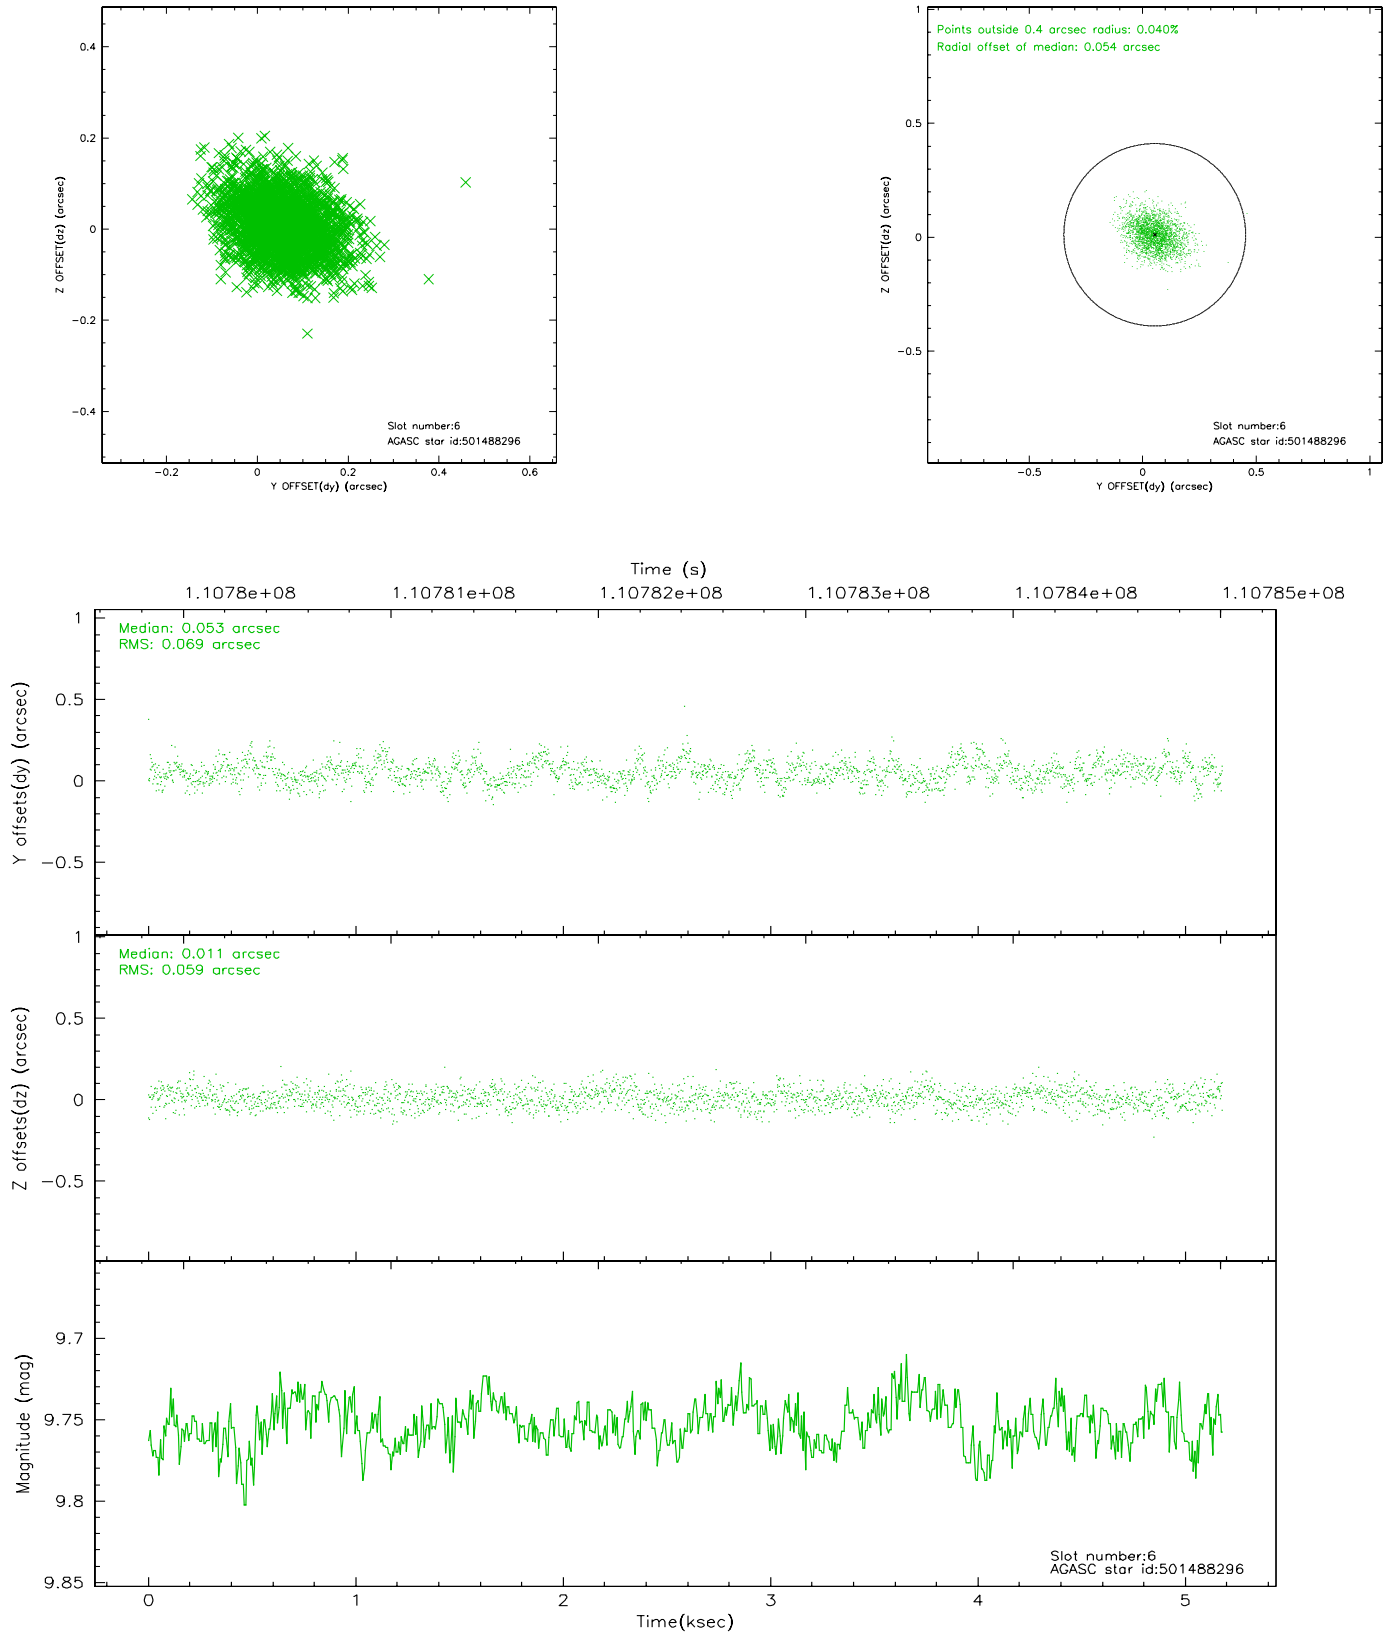 0.4
0.2
0
−0.2
−0.4
Z OFFSET(dz) (arcsec)
Slot number:6
AGASC star id:501488296
−0.2 0 0.2 0.4 0.6
Y OFFSET(dy) (arcsec)
Points outside 0.4 arcsec radius: 0.040%
Radial offset of median: 0.054 arcsec
1
0.5
0
−0.5
Z OFFSET(dz) (arcsec)
Slot number:6
AGASC star id:501488296
−0.5 0 0.5 1
Y OFFSET(dy) (arcsec)
Time (s)
1.1078e+08 1.10781e+08 1.10782e+08 1.10783e+08 1.10784e+08 1.10785e+08
Median: 0.053 arcsec
RMS: 0.069 arcsec
1
0.5
0
−0.5
Y offsets(dy) (arcsec)
Median: 0.011 arcsec
RMS: 0.059 arcsec
1
0.5
0
−0.5
Z offsets(dz) (arcsec)
9.7
9.75
9.8
9.85
Magnitude (mag)
Slot number:6
AGASC star id:501488296
0 1 2 3 4 5
Time(ksec)